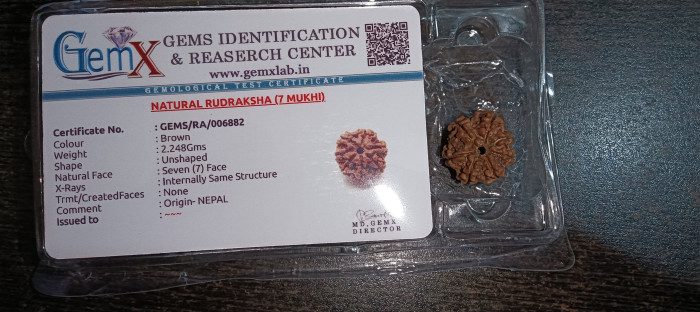 GemX
GEMS IDENTIFICATION
& REASERCH CENTER
www.gemxlab.in
GEMOLOGICAL TEST CERTIFICATE
NATURAL RUDRAKSHA (7 MUKHI)
Certificate No. : GEMS/RA/006882
Colour : Brown
Weight : 2.248Gms
Shape : Unshaped
Natural Face : Seven (7) Face
X-Rays : Internally Same Structure
Trmt/CreatedFaces : None
Comment : Origin- NEPAL
Issued to : ~~~
MD, GEMX
DIRECTOR